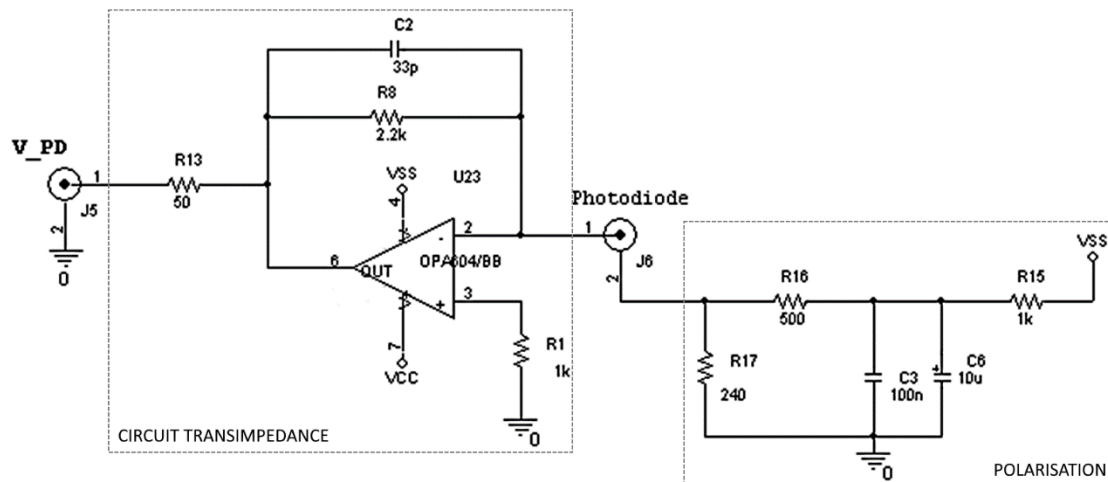 C2
33p
R8
2.2k
V_PD
1
R13
50
J5
2
0
VSS
4
U23
2
-
OPA604/BB
6
OUT
+
3
7
VCC
R1
1k
0
Photodiode
1
J6
2
VSS
R16
500
R15
1k
R17
240
C3
100n
+
C6
10u
0
CIRCUIT TRANSIMPEDANCE
POLARISATION